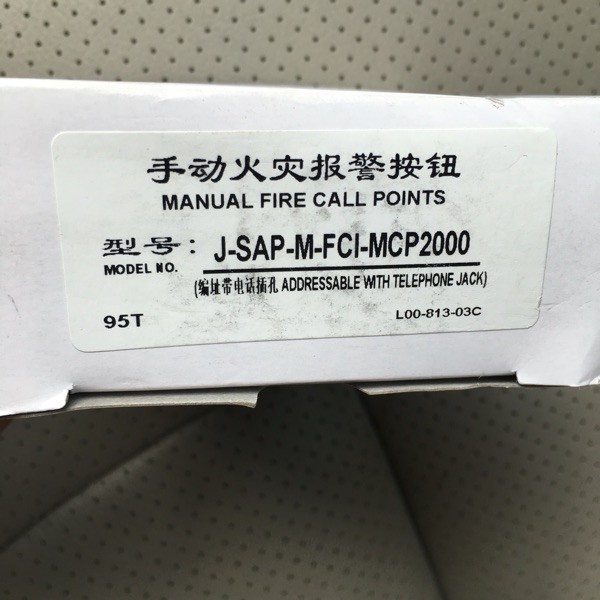 手动火灾报警按钮
MANUAL FIRE CALL POINTS
型号: J-SAP-M-FCI-MCP2000
MODEL NO.
(编址带电话插孔 ADDRESSABLE WITH TELEPHONE JACK)
95T L00-813-03C